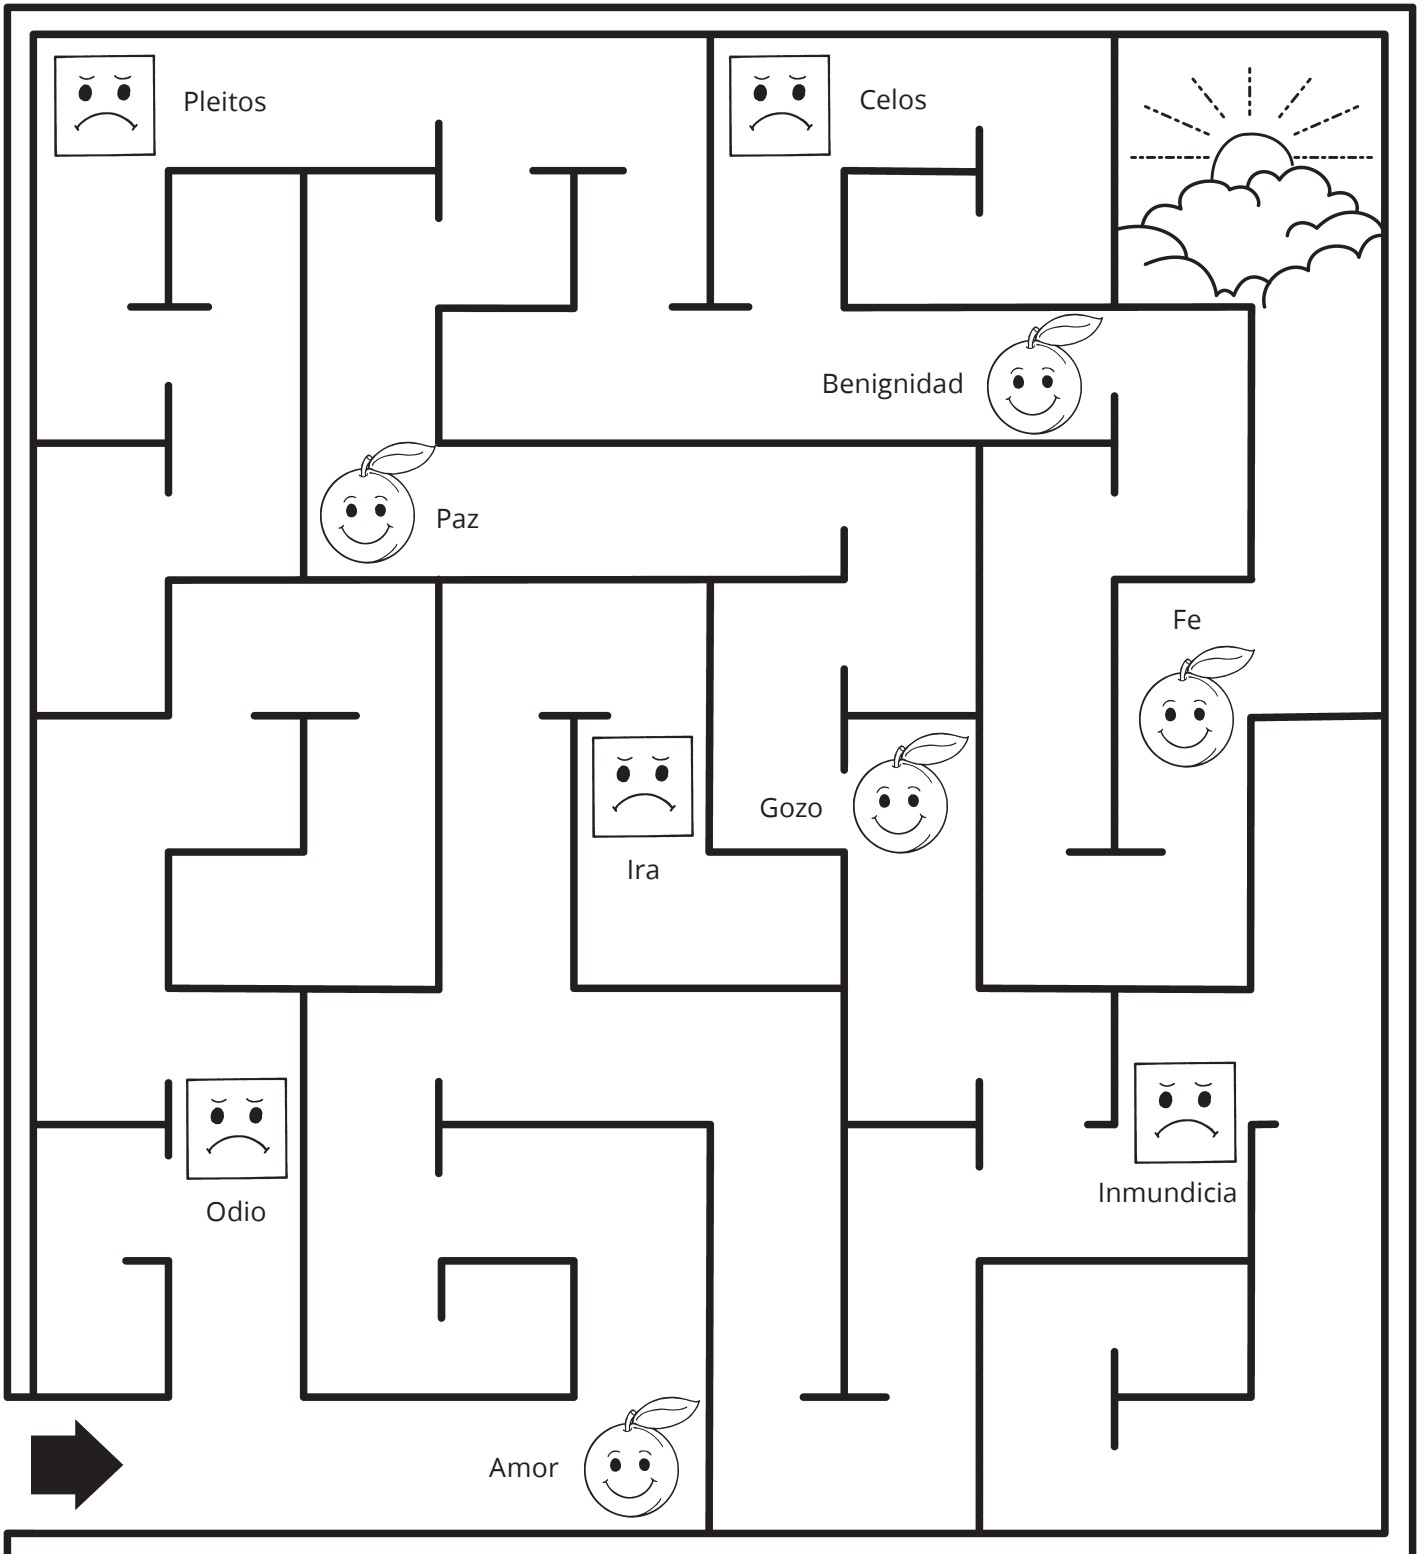 Pleitos
Celos
Benignidad
Paz
Fe
Gozo
Ira
Inmundicia
Odio
Amor